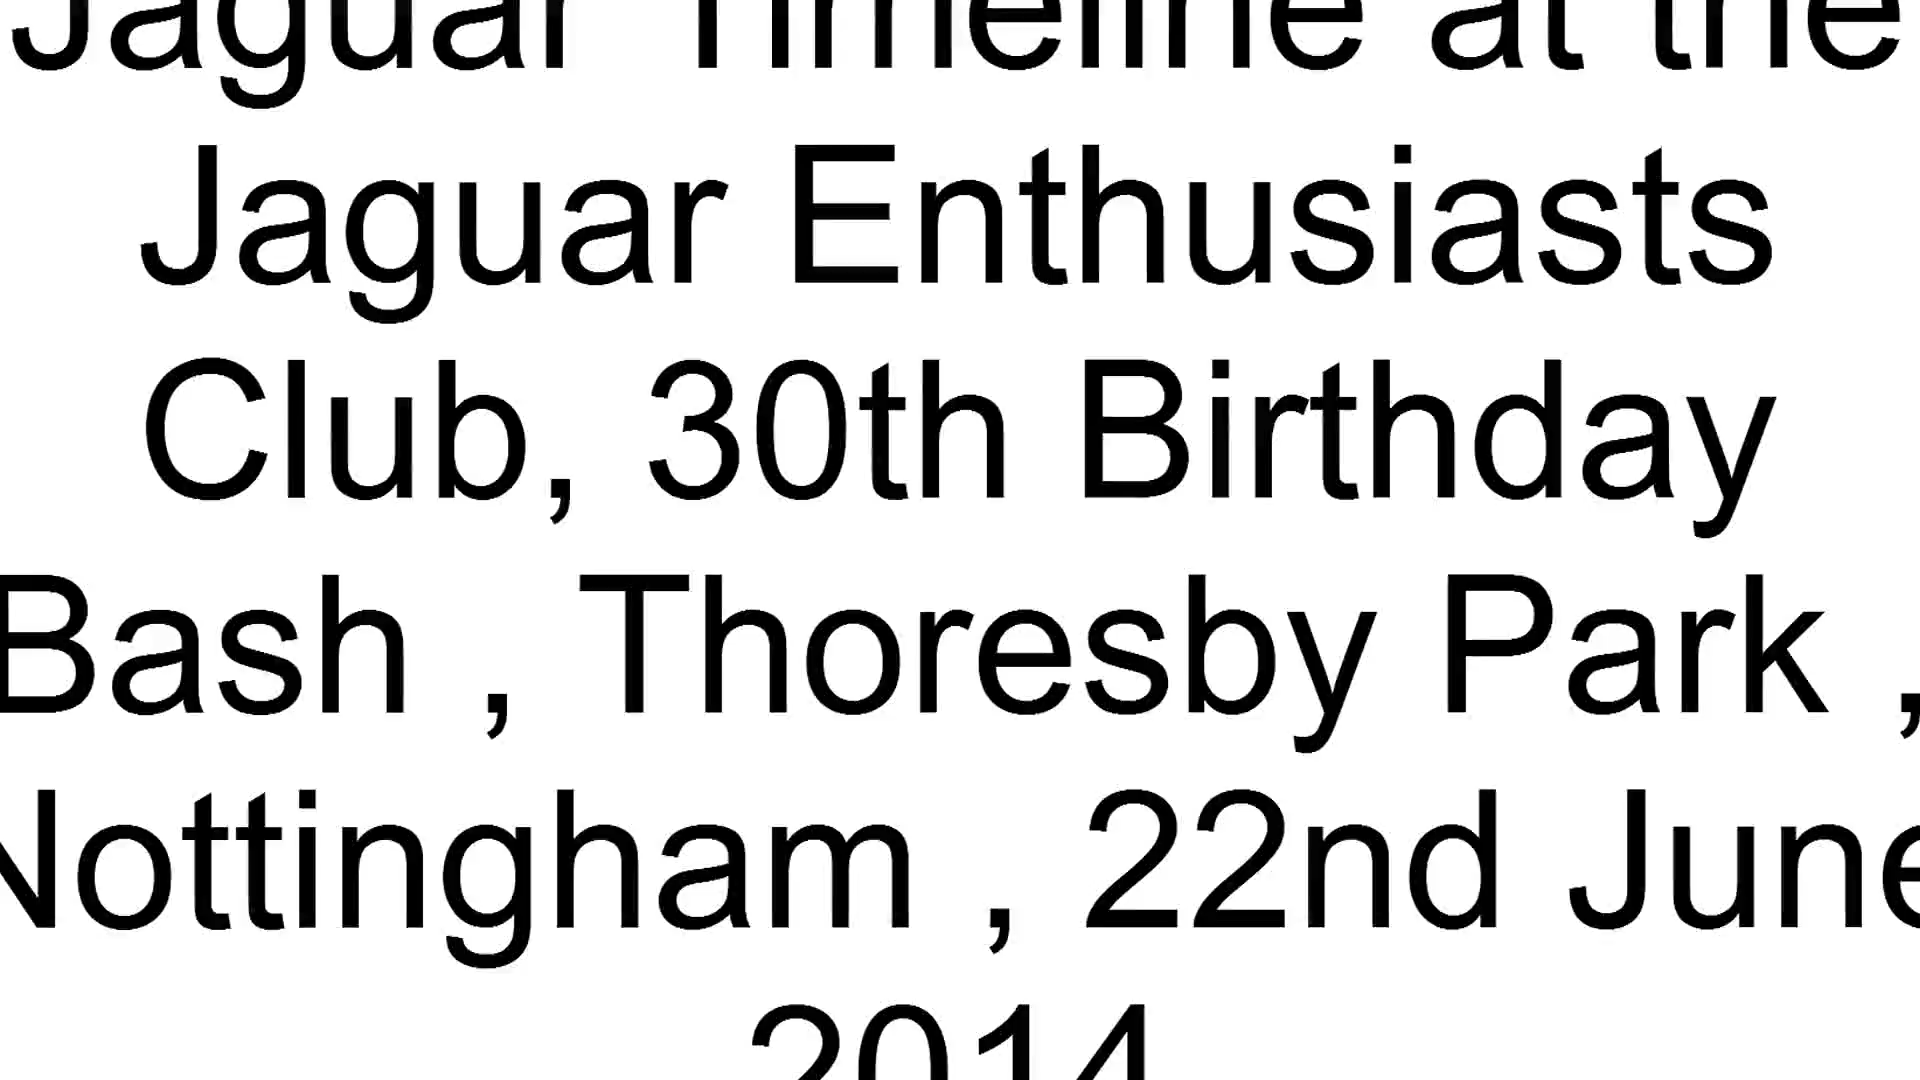 Jaguar Timeline at the
Jaguar Enthusiasts
Club, 30th Birthday
Bash , Thoresby Park ,
Nottingham , 22nd June
2014